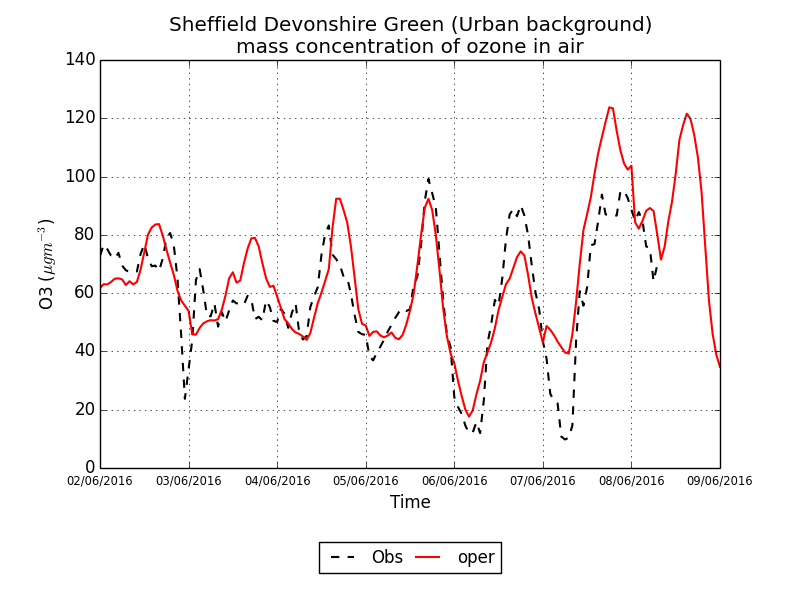 Sheffield Devonshire Green (Urban background)
mass concentration of ozone in air
140
120
100
80
60
40
20
0
O3 (μgm⁻³)
02/06/2016 03/06/2016 04/06/2016 05/06/2016 06/06/2016 07/06/2016 08/06/2016 09/06/2016
Time
Obs oper